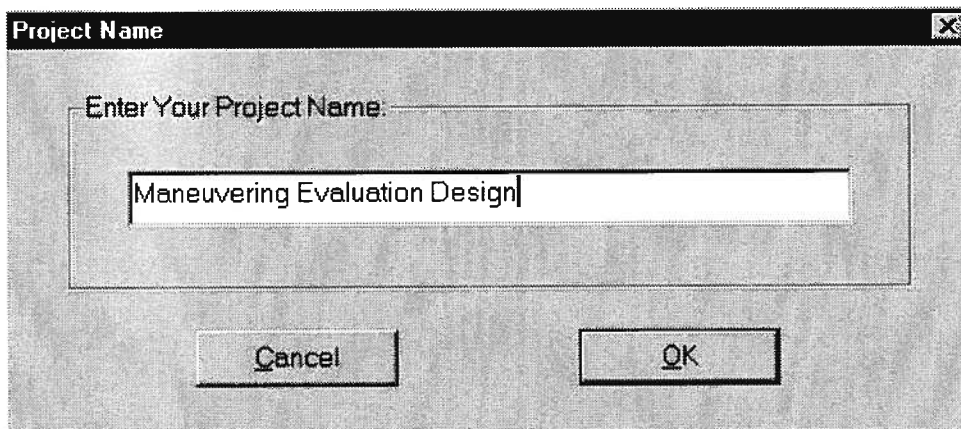 Project Name
Enter Your Project Name:
Maneuvering Evaluation Design
Cancel
OK